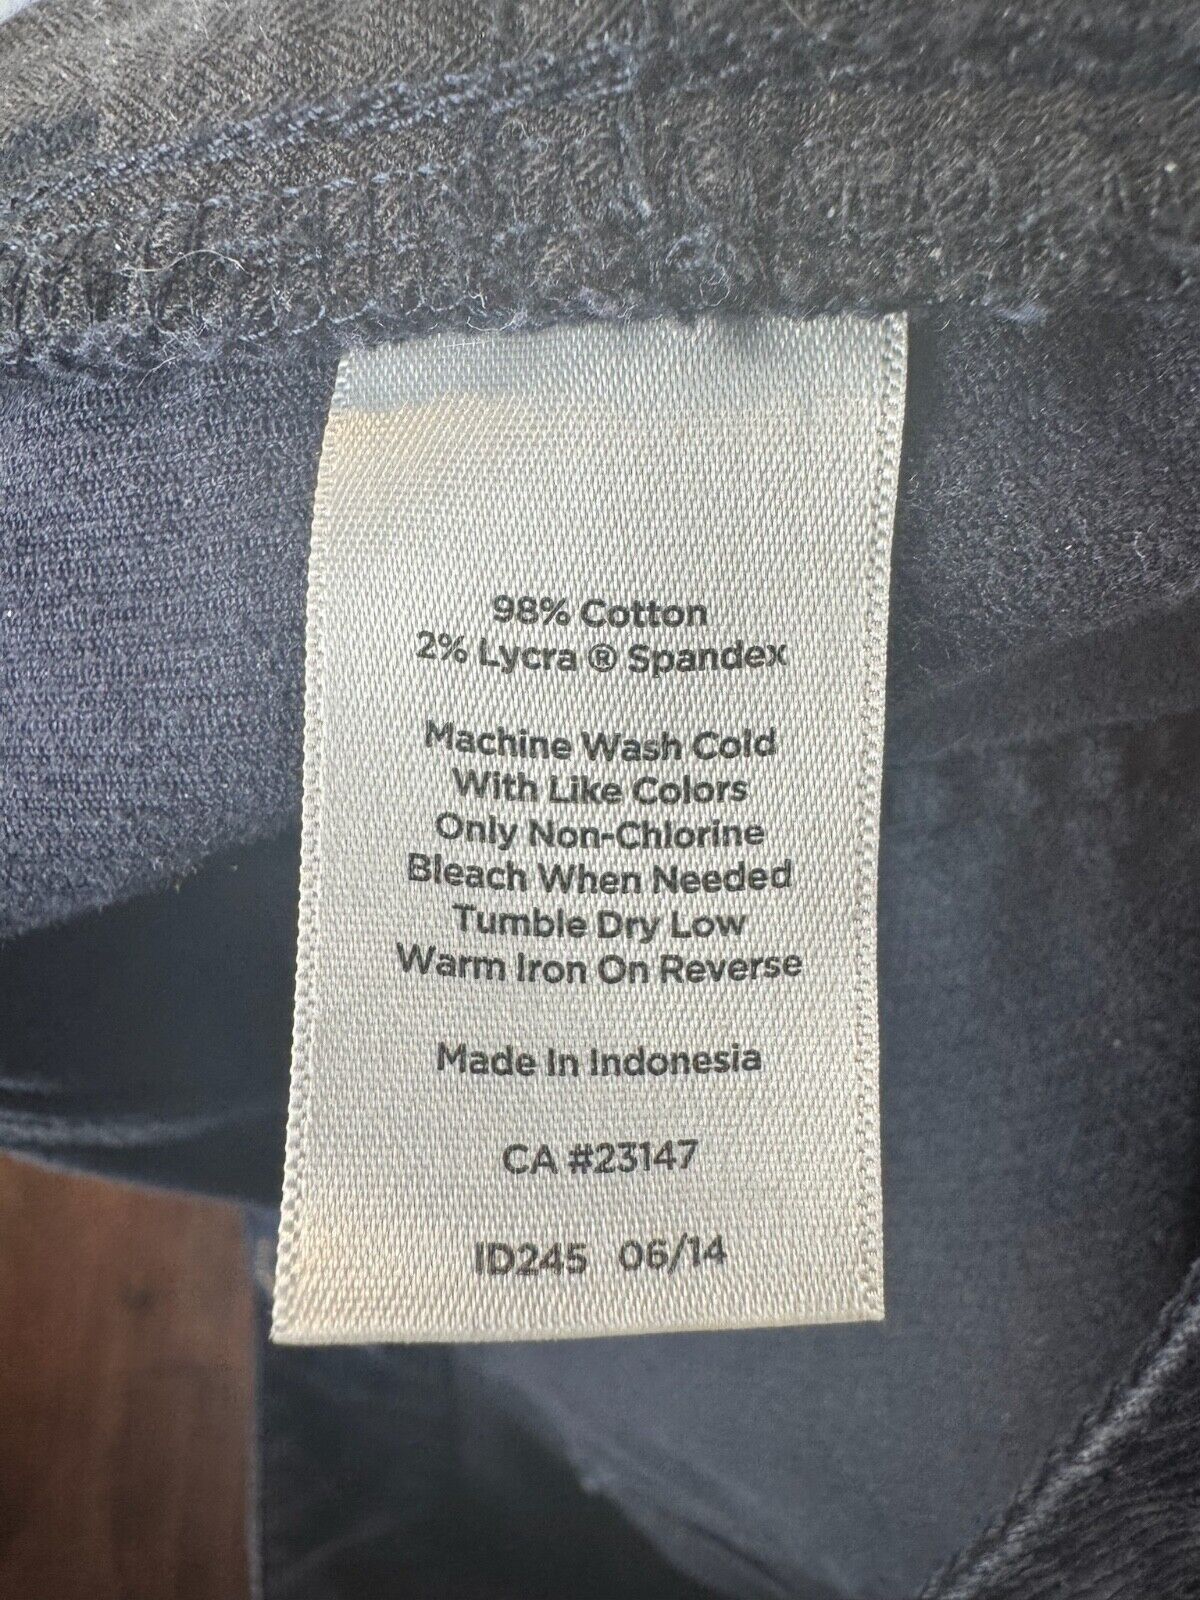 98% Cotton
2% Lycra ® Spandex
Machine Wash Cold
With Like Colors
Only Non-Chlorine
Bleach When Needed
Tumble Dry Low
Warm Iron On Reverse
Made In Indonesia
CA #23147
ID245 06/14